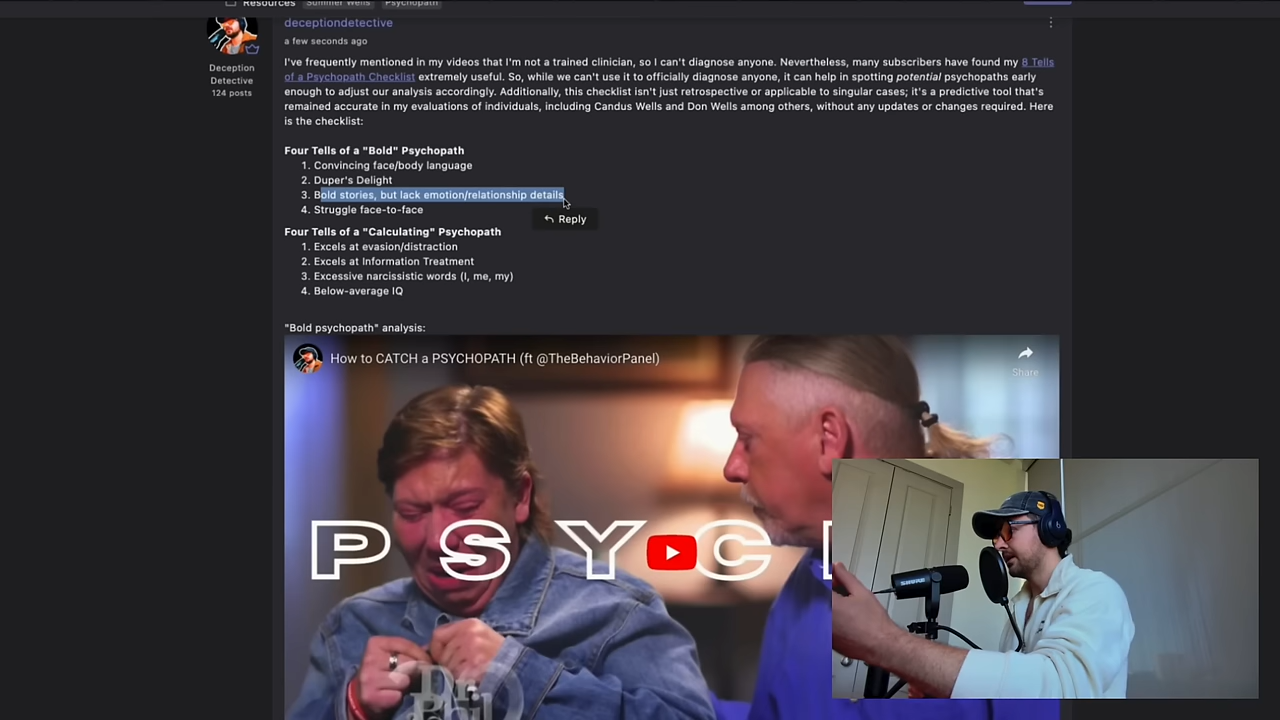 Resources Summer Wells Psychopath
deceptiondetective
a few seconds ago
Deception
Detective
124 posts
I've frequently mentioned in my videos that I'm not a trained clinician, so I can't diagnose anyone. Nevertheless, many subscribers have found my 8 Tells
of a Psychopath Checklist extremely useful. So, while we can't use it to officially diagnose anyone, it can help in spotting potential psychopaths early
enough to adjust our analysis accordingly. Additionally, this checklist isn't just retrospective or applicable to singular cases; it's a predictive tool that's
remained accurate in my evaluations of individuals, including Candus Wells and Don Wells among others, without any updates or changes required. Here
is the checklist:
Four Tells of a "Bold" Psychopath
1. Convincing face/body language
2. Duper's Delight
3. Bold stories, but lack emotion/relationship details
4. Struggle face-to-face
Reply
Four Tells of a "Calculating" Psychopath
1. Excels at evasion/distraction
2. Excels at Information Treatment
3. Excessive narcissistic words (I, me, my)
4. Below-average IQ
"Bold psychopath" analysis:
How to CATCH a PSYCHOPATH (ft @TheBehaviorPanel)
Share
PSYC
SHURE
Dr.
Phil